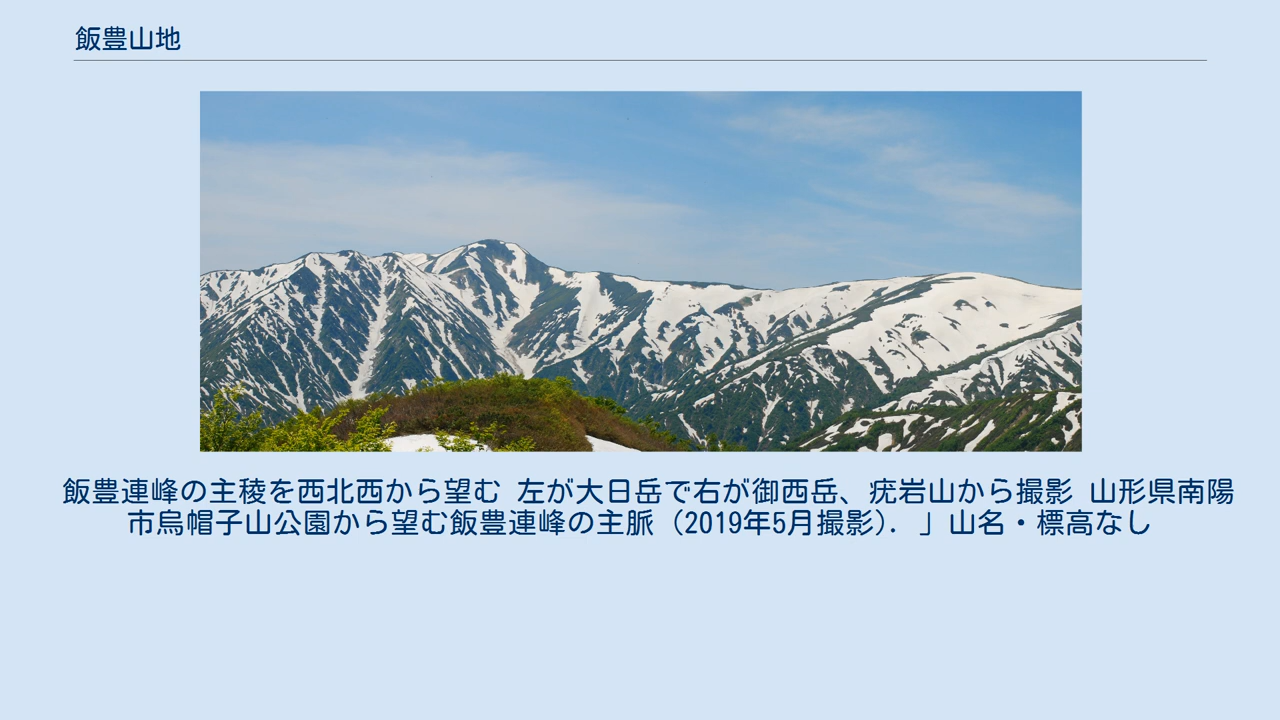 飯豊山地
飯豊連峰の主稜を西北西から望む 左が大日岳で右が御西岳、疣岩山から撮影 山形県南陽
市烏帽子山公園から望む飯豊連峰の主脈（2019年5月撮影）．」山名・標高なし